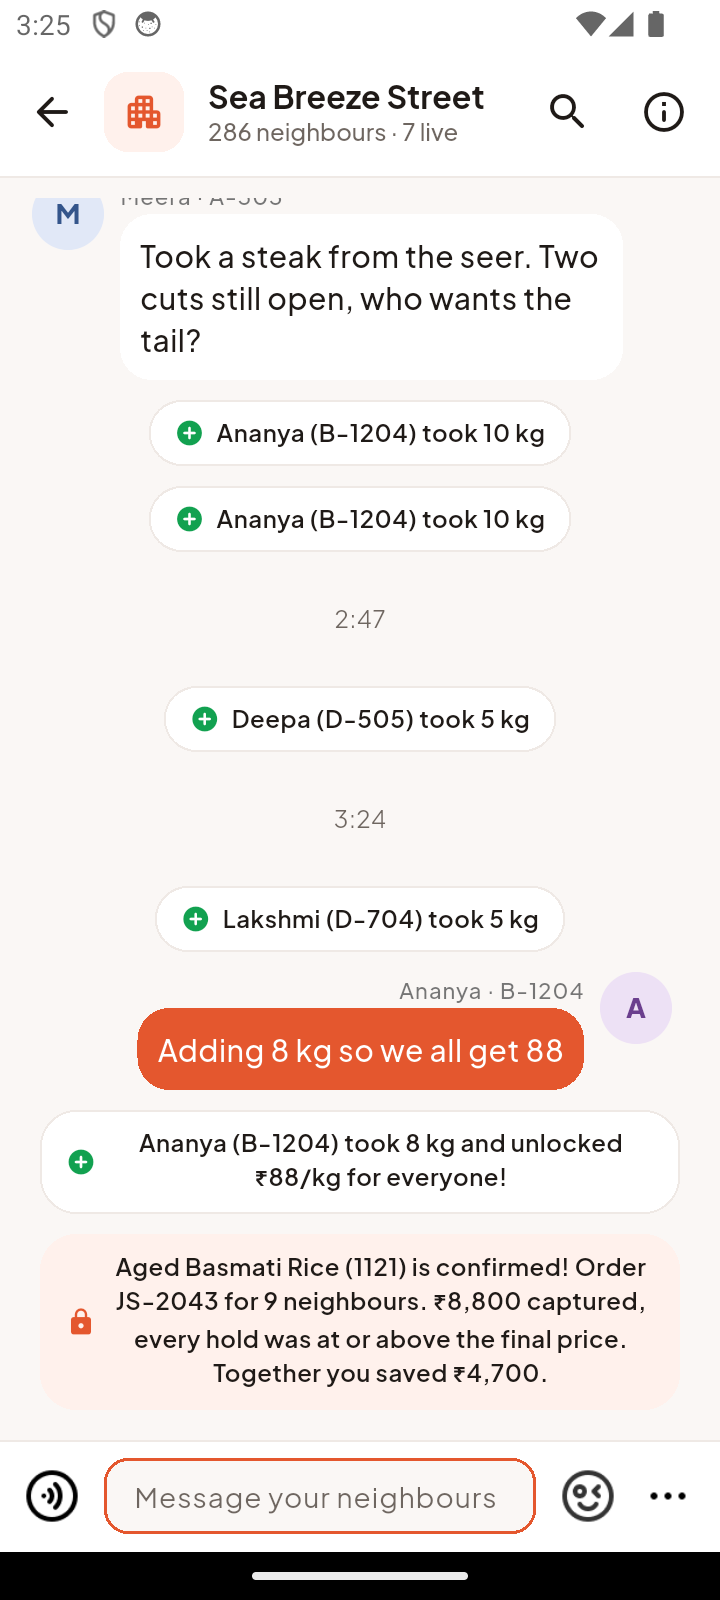 3:25
Sea Breeze Street
286 neighbours · 7 live
M
Meera · A-505
Took a steak from the seer. Two
cuts still open, who wants the
tail?
Ananya (B-1204) took 10 kg
Ananya (B-1204) took 10 kg
2:47
Deepa (D-505) took 5 kg
3:24
Lakshmi (D-704) took 5 kg
Ananya · B-1204
A
Adding 8 kg so we all get 88
Ananya (B-1204) took 8 kg and unlocked
₹88/kg for everyone!
Aged Basmati Rice (1121) is confirmed! Order
JS-2043 for 9 neighbours. ₹8,800 captured,
every hold was at or above the final price.
Together you saved ₹4,700.
Message your neighbours